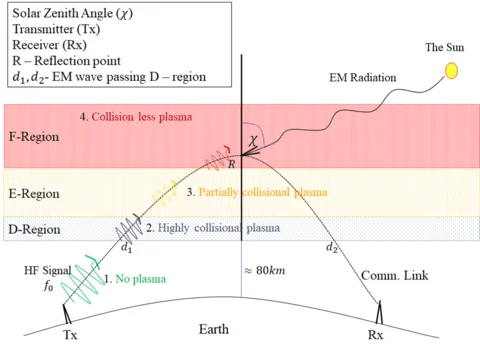 Solar Zenith Angle (χ)
Transmitter (Tx)
Receiver (Rx)
R – Reflection point
d₁,d₂- EM wave passing D – region
The Sun
EM Radiation
4. Collision less plasma
F-Region
χ
R
E-Region
3. Partially collisional plasma
D-Region
2. Highly collisional plasma
d₁
d₂
HF Signal
f₀
1. No plasma
≈ 80km
Comm. Link
Tx
Earth
Rx